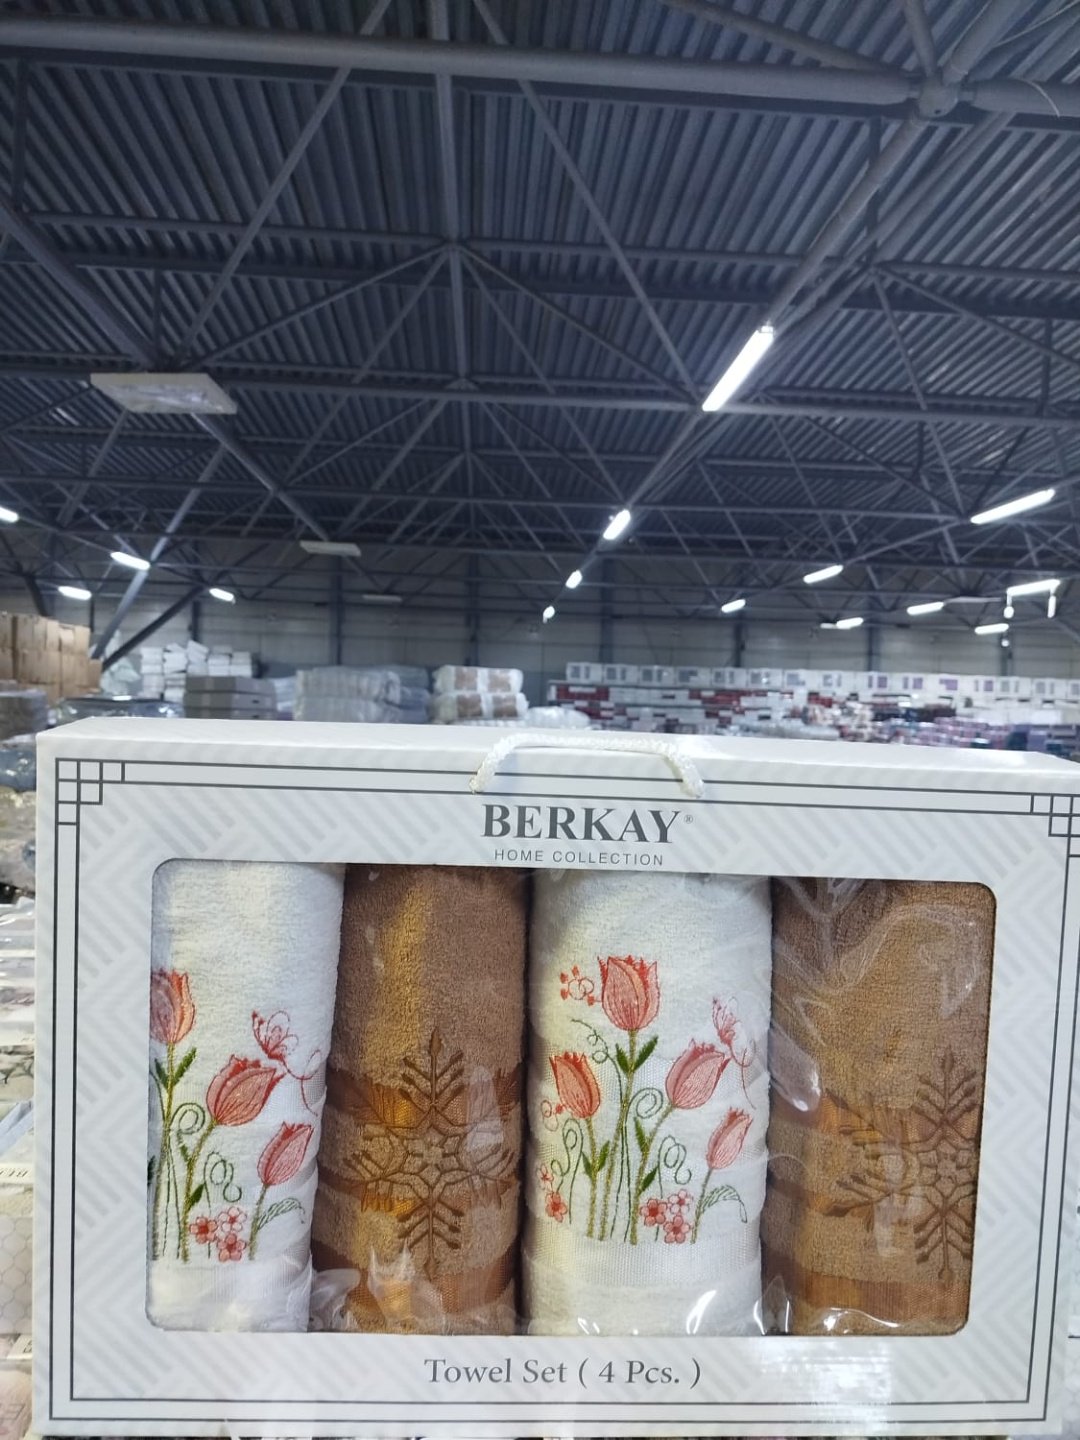 BERKAY®
HOME COLLECTION
Towel Set ( 4 Pcs. )